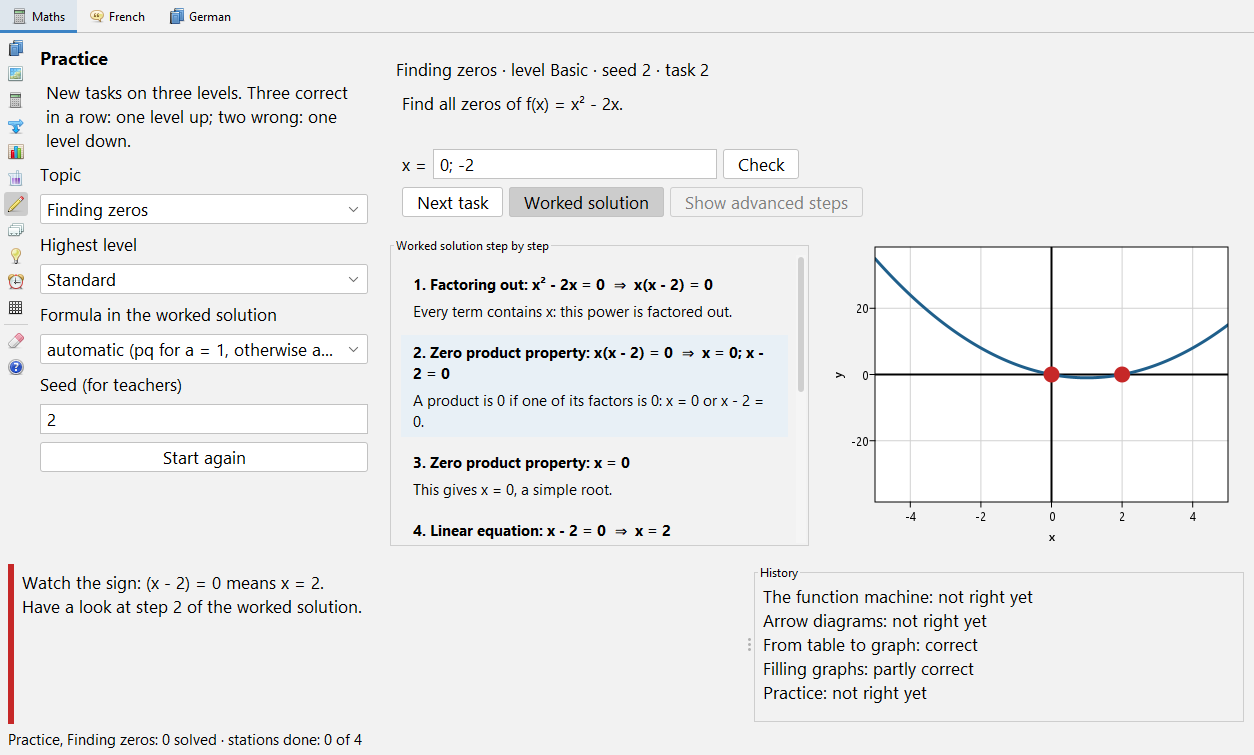 Maths
French
German
Practice
New tasks on three levels. Three correct
in a row: one level up; two wrong: one
level down.
Topic
Finding zeros
Highest level
Standard
Formula in the worked solution
automatic (pq for a = 1, otherwise a...
Seed (for teachers)
2
Start again
Finding zeros · level Basic · seed 2 · task 2
Find all zeros of f(x) = x² - 2x.
x = 0; -2
Check
Next task
Worked solution
Show advanced steps
Worked solution step by step
1. Factoring out: x² - 2x = 0 ⇒ x(x - 2) = 0
Every term contains x: this power is factored out.
2. Zero product property: x(x - 2) = 0 ⇒ x = 0; x -
2 = 0
A product is 0 if one of its factors is 0: x = 0 or x - 2 =
0.
3. Zero product property: x = 0
This gives x = 0, a simple root.
4. Linear equation: x - 2 = 0 ⇒ x = 2
20
0
-20
y
-4
-2
0
2
4
x
Watch the sign: (x - 2) = 0 means x = 2.
Have a look at step 2 of the worked solution.
History
The function machine: not right yet
Arrow diagrams: not right yet
From table to graph: correct
Filling graphs: partly correct
Practice: not right yet
Practice, Finding zeros: 0 solved · stations done: 0 of 4